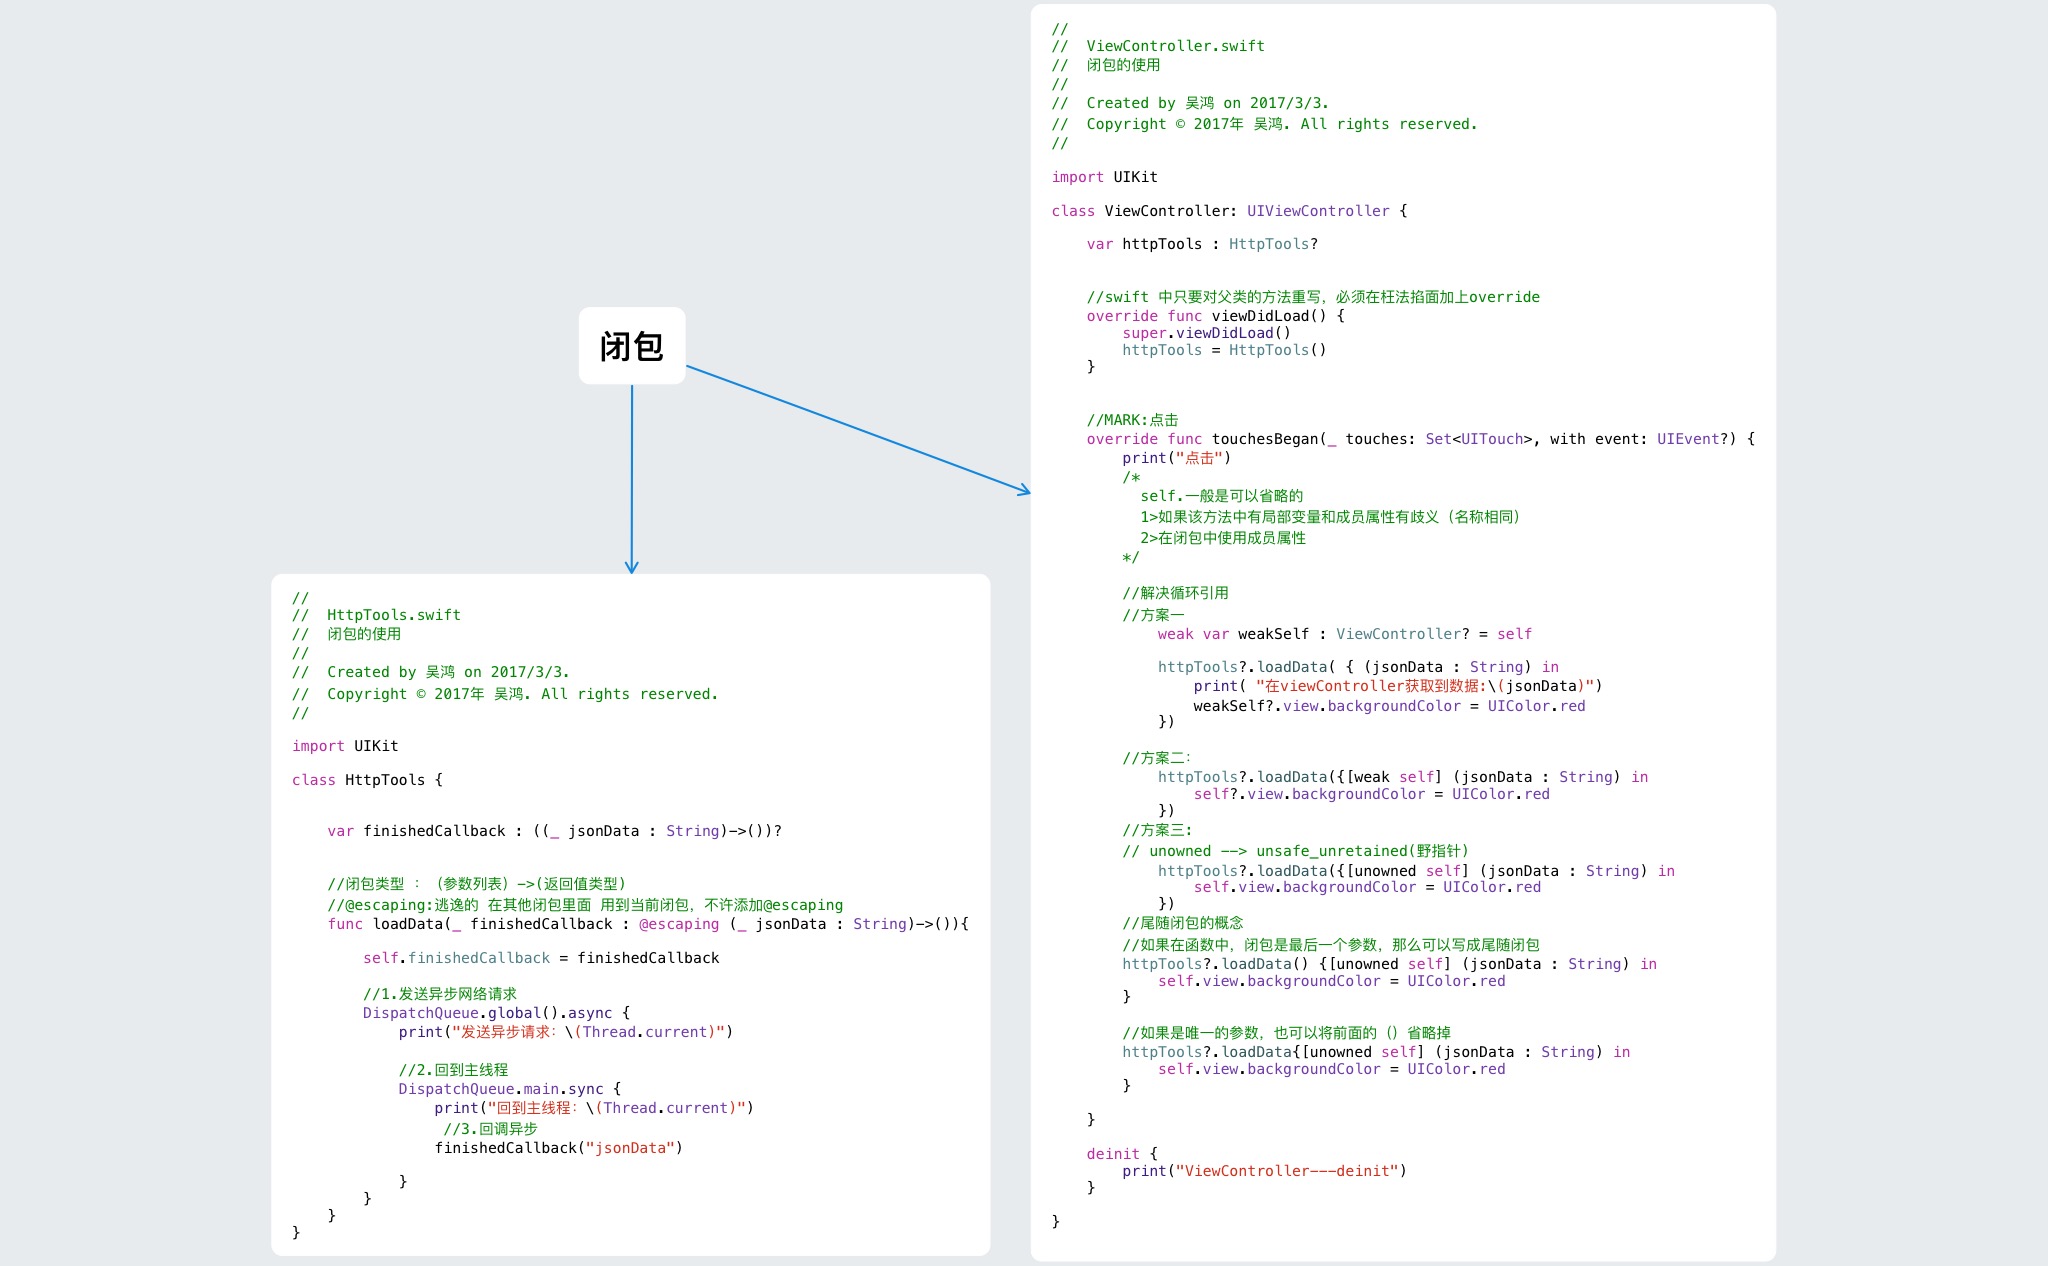 闭包
//
//  HttpTools.swift
//  闭包的使用
//
//  Created by 吴鸿 on 2017/3/3.
//  Copyright © 2017年 吴鸿. All rights reserved.
//
import UIKit
class HttpTools {
    var finishedCallback : ((_ jsonData : String)->())?
    //闭包类型 : (参数列表)->(返回值类型)
    //@escaping:逃逸的 在其他闭包里面 用到当前闭包，不许添加@escaping
    func loadData(_ finishedCallback : @escaping (_ jsonData : String)->()){
        self.finishedCallback = finishedCallback
        //1.发送异步网络请求
        DispatchQueue.global().async {
            print("发送异步请求：\(Thread.current)")
            //2.回到主线程
            DispatchQueue.main.sync {
                print("回到主线程：\(Thread.current)")
                 //3.回调异步
                finishedCallback("jsonData")
            }
        }
    }
}
//
//  ViewController.swift
//  闭包的使用
//
//  Created by 吴鸿 on 2017/3/3.
//  Copyright © 2017年 吴鸿. All rights reserved.
//
import UIKit
class ViewController: UIViewController {
    var httpTools : HttpTools?
    //swift 中只要对父类的方法重写，必须在枉法掐面加上override
    override func viewDidLoad() {
        super.viewDidLoad()
        httpTools = HttpTools()
    }
    //MARK:点击
    override func touchesBegan(_ touches: Set<UITouch>, with event: UIEvent?) {
        print("点击")
        /*
          self.一般是可以省略的
          1>如果该方法中有局部变量和成员属性有歧义（名称相同）
          2>在闭包中使用成员属性
        */
        //解决循环引用
        //方案一
            weak var weakSelf : ViewController? = self
            httpTools?.loadData( { (jsonData : String) in
                print( "在viewController获取到数据:\(jsonData)")
                weakSelf?.view.backgroundColor = UIColor.red
            })
        //方案二：
            httpTools?.loadData({[weak self] (jsonData : String) in
                self?.view.backgroundColor = UIColor.red
            })
        //方案三:
        // unowned --> unsafe_unretained(野指针)
            httpTools?.loadData({[unowned self] (jsonData : String) in
                self.view.backgroundColor = UIColor.red
            })
        //尾随闭包的概念
        //如果在函数中，闭包是最后一个参数，那么可以写成尾随闭包
        httpTools?.loadData() {[unowned self] (jsonData : String) in
            self.view.backgroundColor = UIColor.red
        }
        //如果是唯一的参数，也可以将前面的（）省略掉
        httpTools?.loadData{[unowned self] (jsonData : String) in
            self.view.backgroundColor = UIColor.red
        }
    }
    deinit {
        print("ViewController---deinit")
    }
}